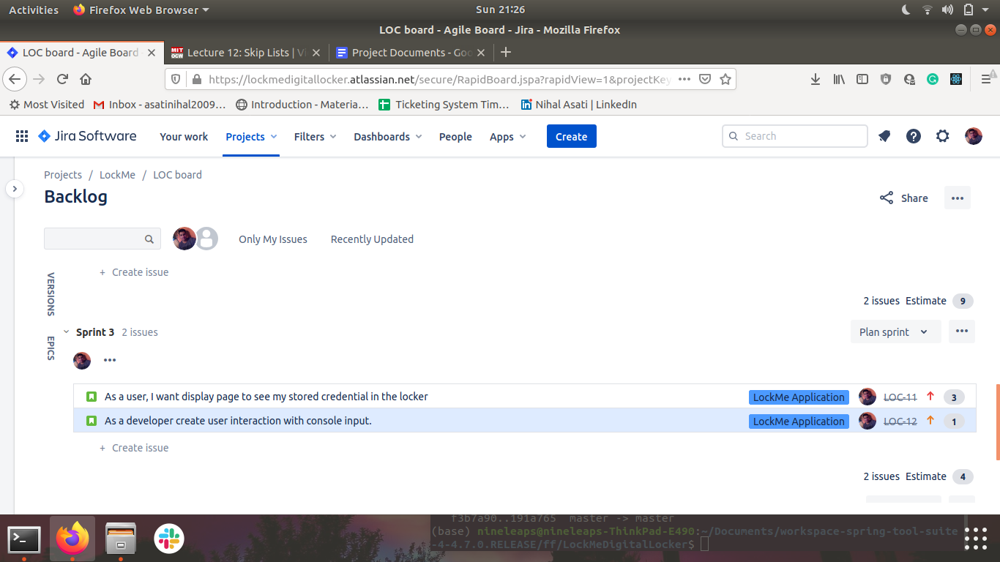 Activities Firefox Web Browser Sun 21:26
LOC board - Agile Board - Jira - Mozilla Firefox
LOC board - Agile Board Lecture 12: Skip Lists | Project Documents - Goo
https://lockmedigitallocker.atlassian.net/secure/RapidBoard.jspa?rapidView=1&projectKey
Most Visited Inbox - asatinihal2009… Introduction - Materia… Ticketing System Tim… Nihal Asati | LinkedIn
Jira Software Your work Projects Filters Dashboards People Apps Create Search
Projects / LockMe / LOC board
Backlog
Share
Only My Issues Recently Updated
+ Create issue
VERSIONS
2 issues Estimate 9
Sprint 3 2 issues Plan sprint
EPICS
As a user, I want display page to see my stored credential in the locker LockMe Application LOC-11 3
As a developer create user interaction with console input. LockMe Application LOC-12 1
+ Create issue
2 issues Estimate 4
f3b7a90..191a765 master -> master
(base) nineleaps@nineleaps-ThinkPad-E490:~/Documents/workspace-spring-tool-suite
-4-4.7.0.RELEASE/ff/LockMeDigitalLocker$